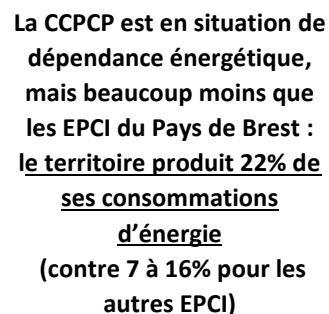 La CCPCP est en situation de
dépendance énergétique,
mais beaucoup moins que
les EPCI du Pays de Brest :
le territoire produit 22% de
ses consommations
d'énergie
(contre 7 à 16% pour les
autres EPCI)